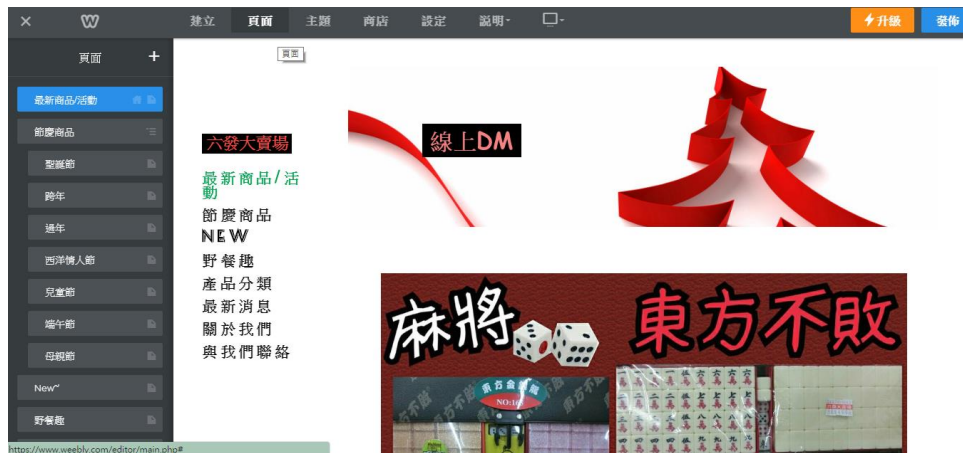 建立 頁面 主題 商店 設定 說明 升級 發佈
頁面
頁面
最新商品/活動
節慶商品
聖誕節
跨年
過年
西洋情人節
兒童節
端午節
母親節
New~
野餐趣
https://www.weebly.com/editor/main.php#
六發大賣場
最新商品/活
動
節慶商品
NEW
野餐趣
產品分類
最新消息
關於我們
與我們聯絡
線上DM
麻將 東方不敗